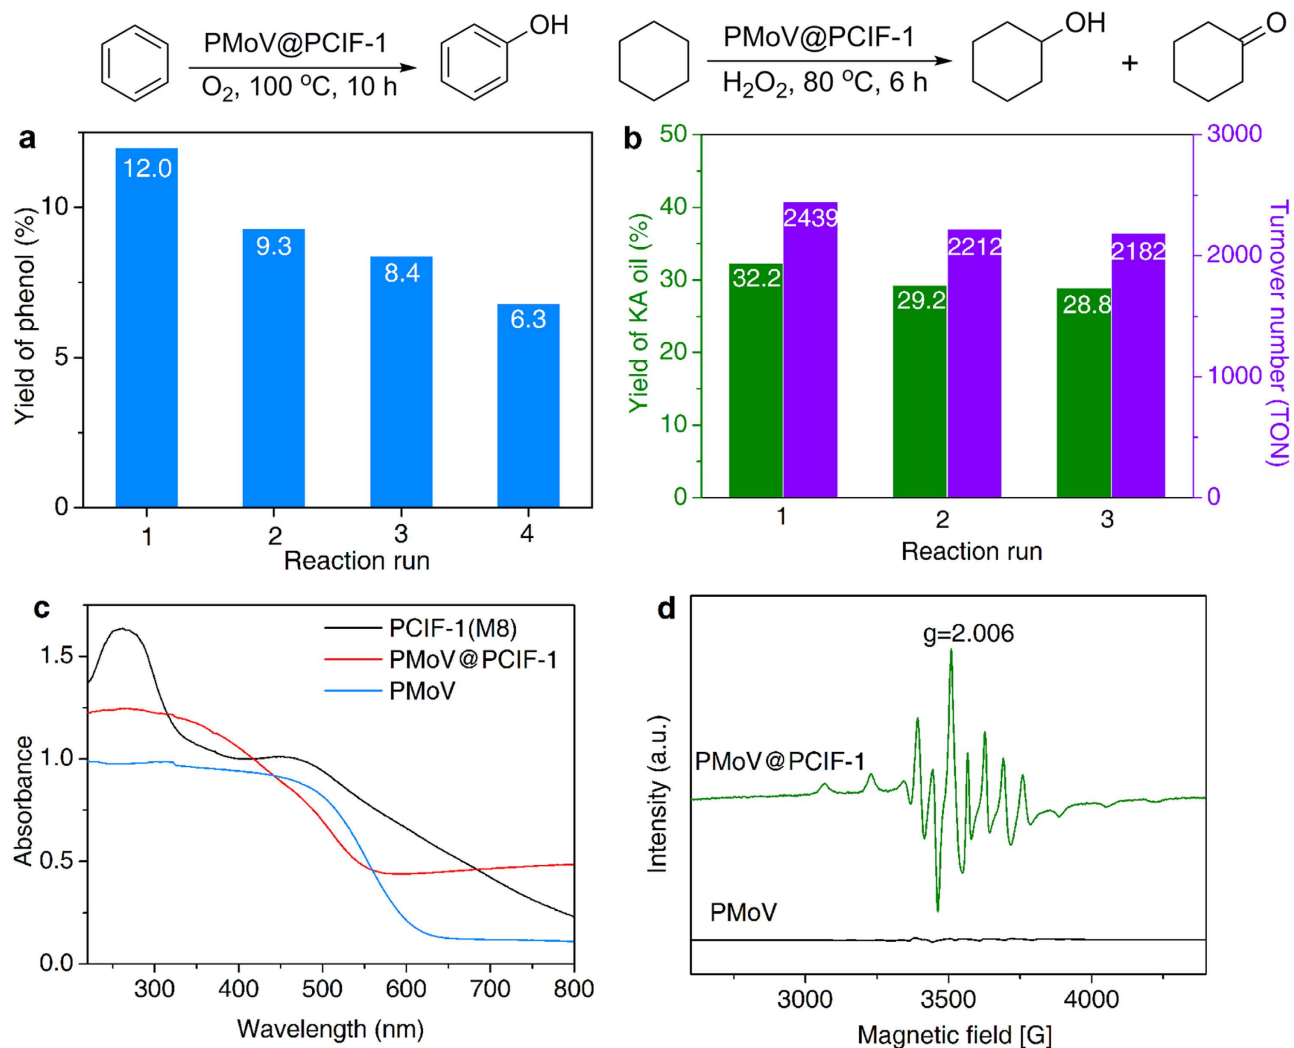 PMoV@PCIF-1
O₂, 100 °C, 10 h
OH
PMoV@PCIF-1
H₂O₂, 80 °C, 6 h
OH
+
O
a
Yield of phenol (%)
10
5
0
12.0
9.3
8.4
6.3
1 2 3 4
Reaction run
b
Yield of KA oil (%)
50
40
30
20
10
0
32.2
2439
29.2
2212
28.8
2182
3000
2000
1000
0
Turnover number (TON)
1 2 3
Reaction run
c
Absorbance
1.5
1.0
0.5
0.0
PCIF-1(M8)
PMoV@PCIF-1
PMoV
300 400 500 600 700 800
Wavelength (nm)
d
Intensity (a.u.)
g=2.006
PMoV@PCIF-1
PMoV
3000 3500 4000
Magnetic field [G]